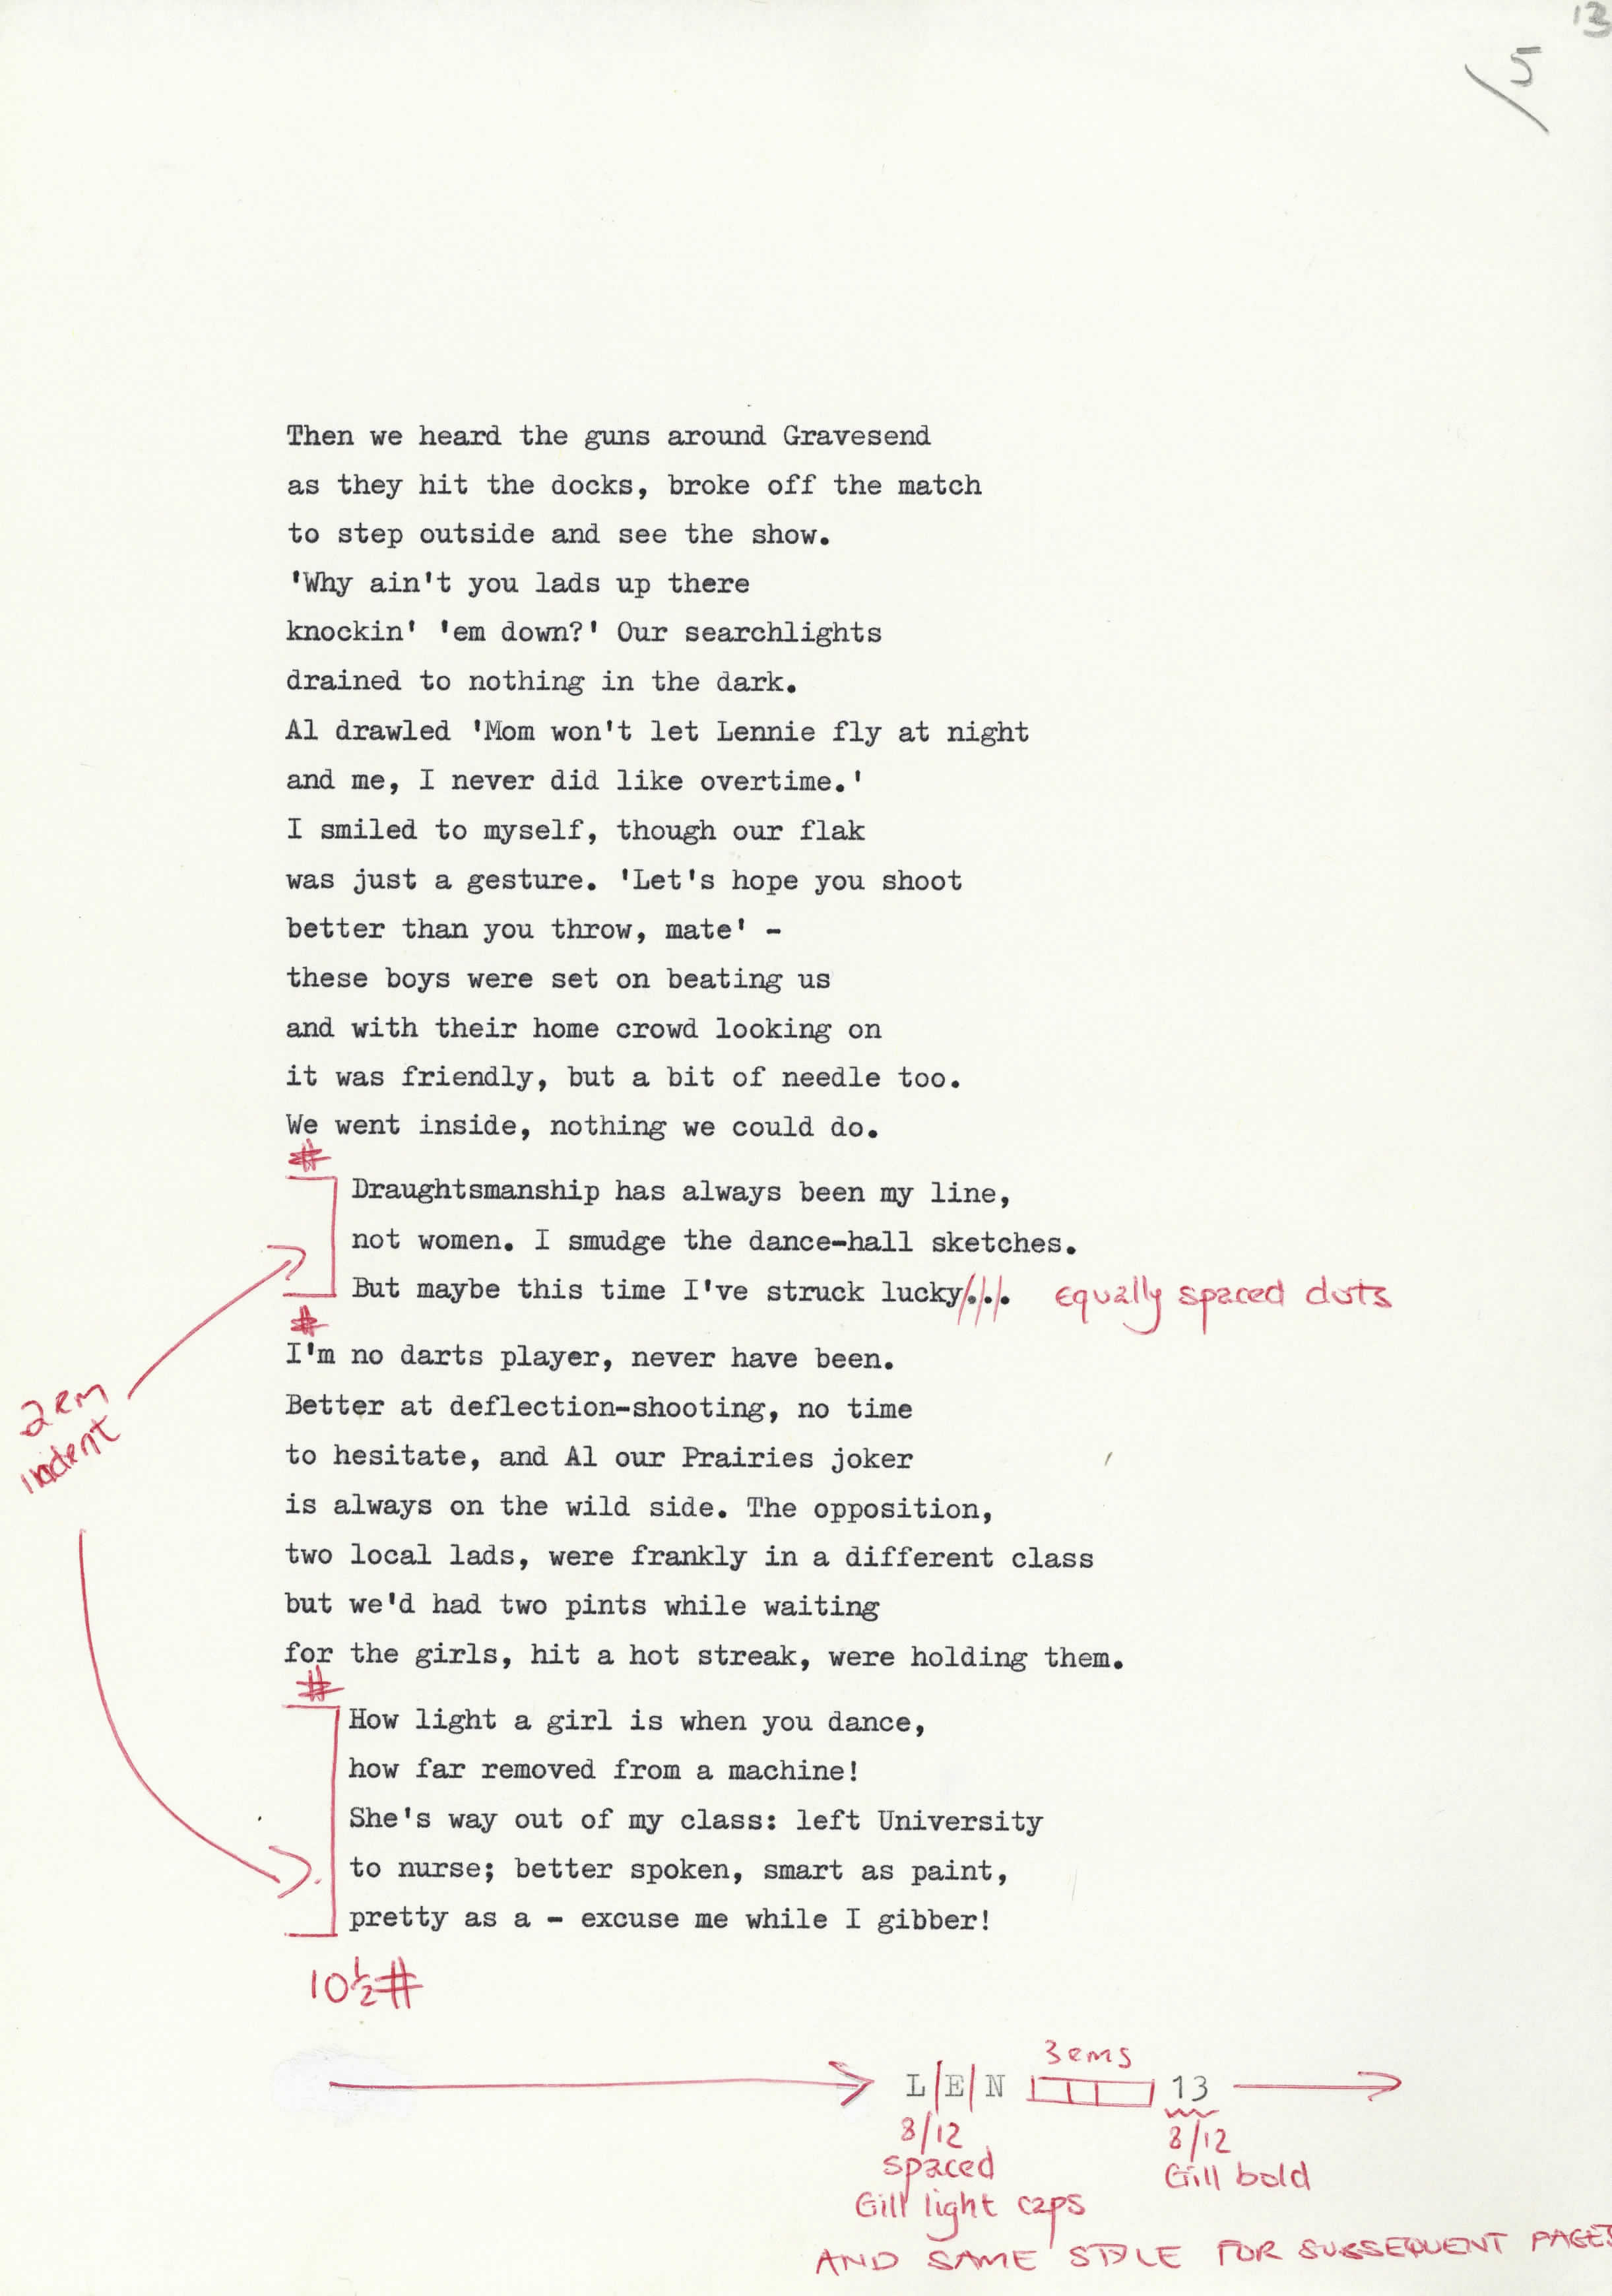 13
5
Then we heard the guns around Gravesend
as they hit the docks, broke off the match
to step outside and see the show.
'Why ain't you lads up there
knockin' 'em down?' Our searchlights
drained to nothing in the dark.
Al drawled 'Mom won't let Lennie fly at night
and me, I never did like overtime.'
I smiled to myself, though our flak
was just a gesture. 'Let's hope you shoot
better than you throw, mate' -
these boys were set on beating us
and with their home crowd looking on
it was friendly, but a bit of needle too.
We went inside, nothing we could do.
#
Draughtsmanship has always been my line,
not women. I smudge the dance-hall sketches.
But maybe this time I've struck lucky... equally spaced dots
#
I'm no darts player, never have been.
Better at deflection-shooting, no time
to hesitate, and Al our Prairies joker
is always on the wild side. The opposition,
two local lads, were frankly in a different class
but we'd had two pints while waiting
for the girls, hit a hot streak, were holding them.
2 em
indent
#
How light a girl is when you dance,
how far removed from a machine!
She's way out of my class: left University
to nurse; better spoken, smart as paint,
pretty as a - excuse me while I gibber!
10½#
3 ems
L/E/N 13
8/12 8/12
spaced Gill bold
Gill light caps
AND SAME STYLE FOR SUBSEQUENT PAGES